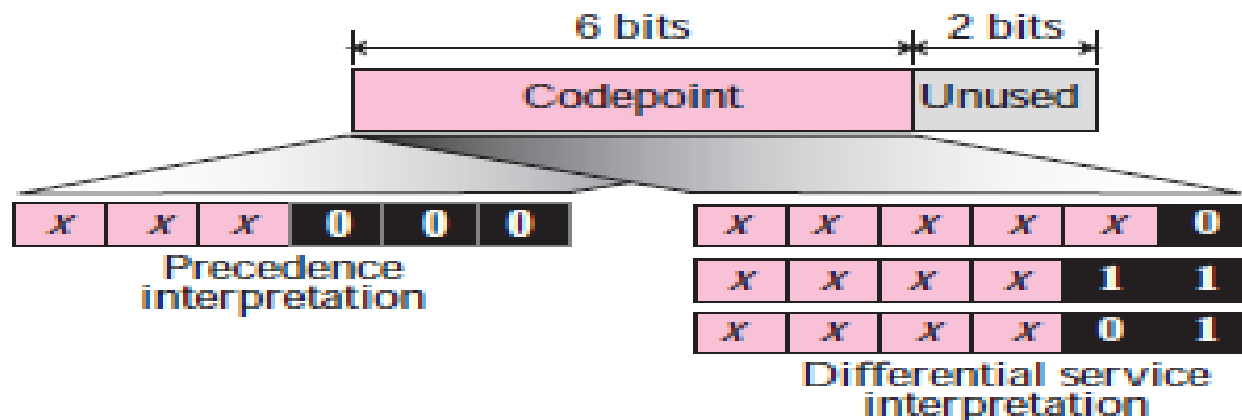 6 bits 2 bits
Codepoint Unused
x x x 0 0 0
Precedence
interpretation
x x x x x 0
x x x x 1 1
x x x x 0 1
Differential service
interpretation